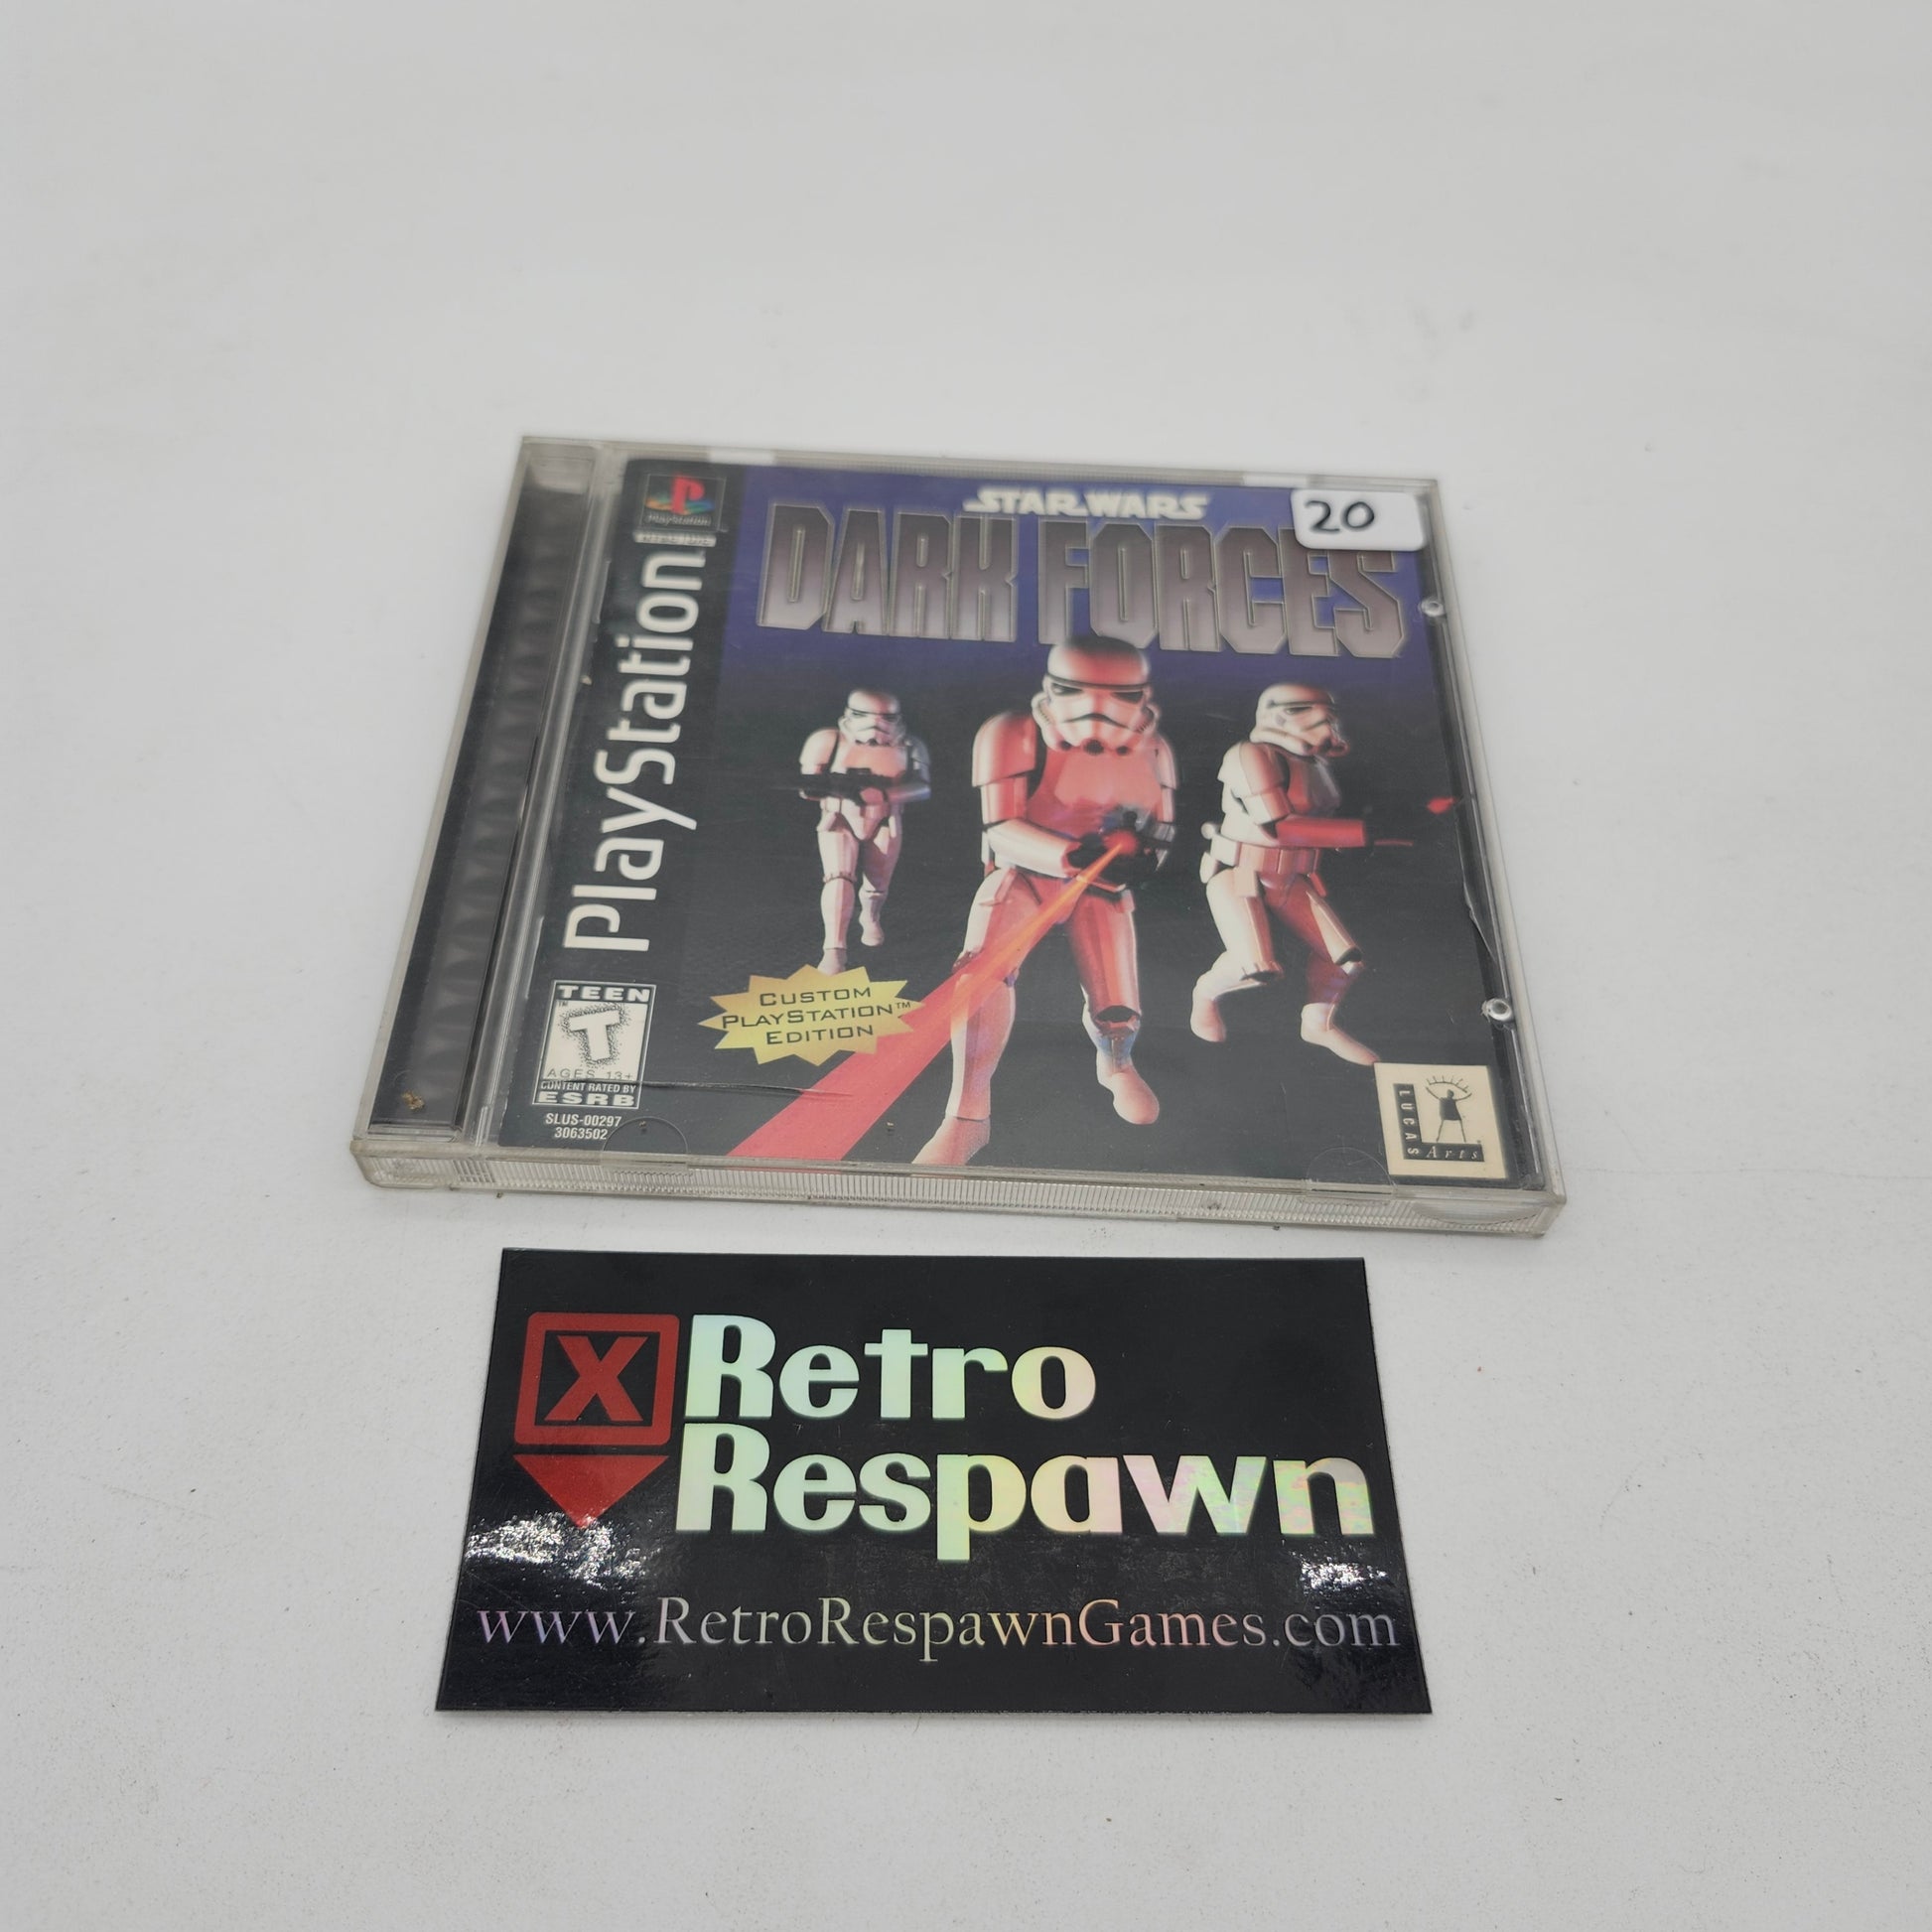 PlayStation
PlayStation
STAR WARS
DARK FORCES
20
CUSTOM
PLAYSTATION™
EDITION
TEEN
T
™
AGES 13+
CONTENT RATED BY
ESRB
SLUS-00297
3063502
LUCAS
Arts
X
Retro
Respawn
www.RetroRespawnGames.com